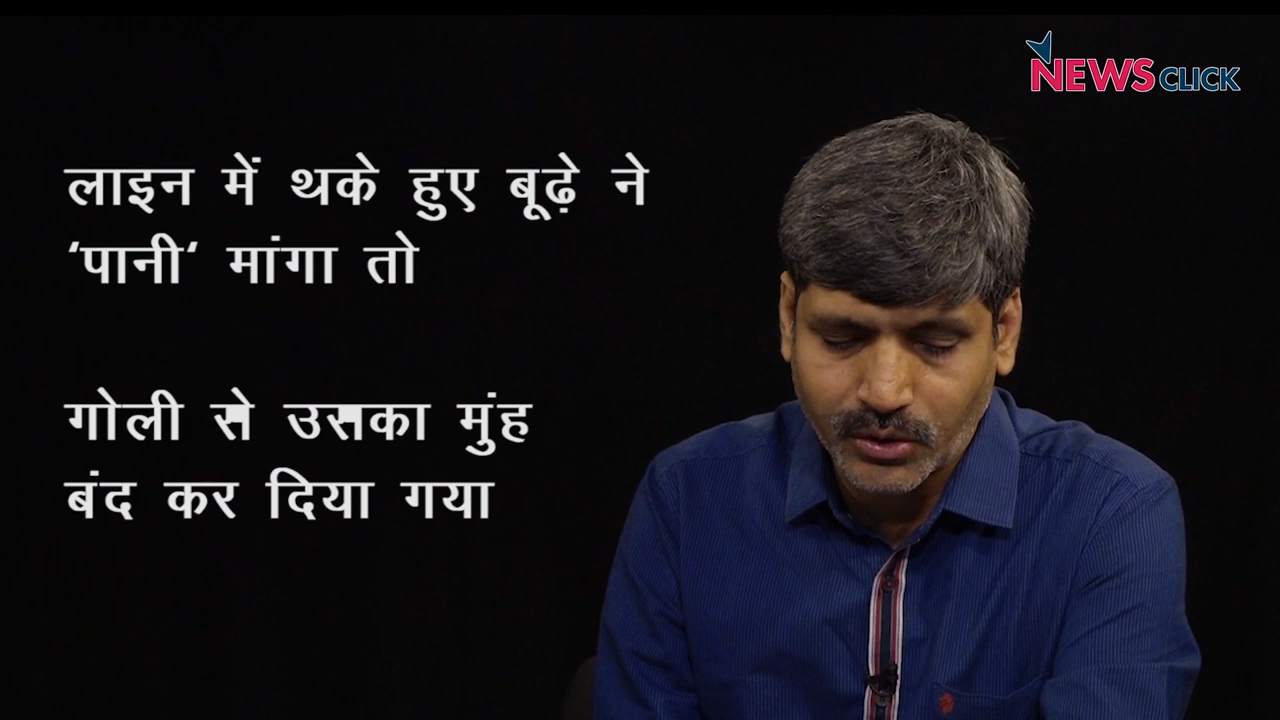 NEWSCLICK
लाइन में थके हुए बूढ़े ने
‘पानी‘ मांगा तो
गोली से उसका मुंह
बंद कर दिया गया